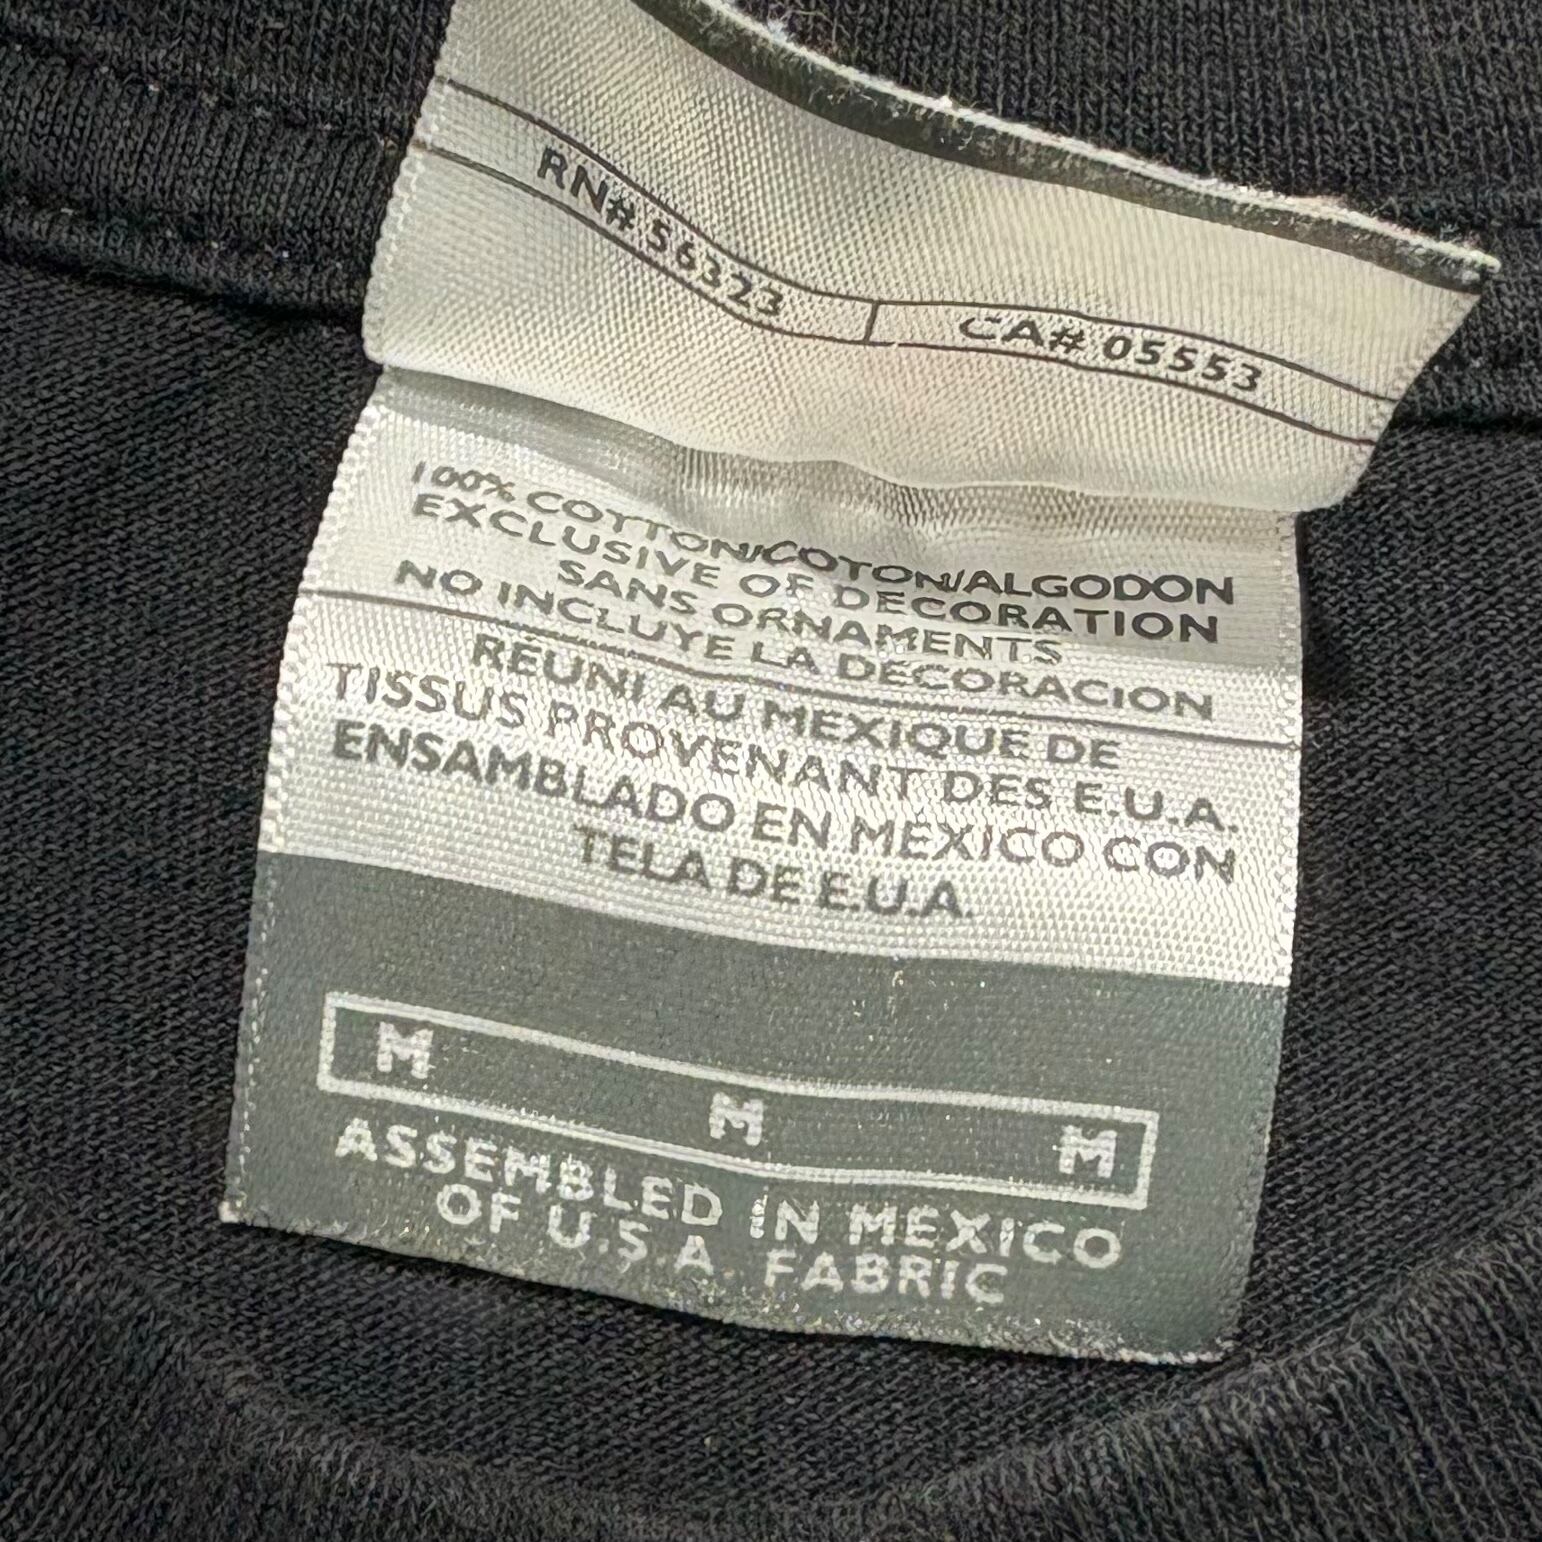 RN# 56323 CA# 05553
100% COTTON/COTON/ALGODON
EXCLUSIVE OF DECORATION
SANS ORNAMENTS
NO INCLUYE LA DECORACION
RÉUNI AU MEXIQUE DE
TISSUS PROVENANT DES E.U.A.
ENSAMBLADO EN MEXICO CON
TELA DE E.U.A.
M M M
ASSEMBLED IN MEXICO
OF U.S.A. FABRIC